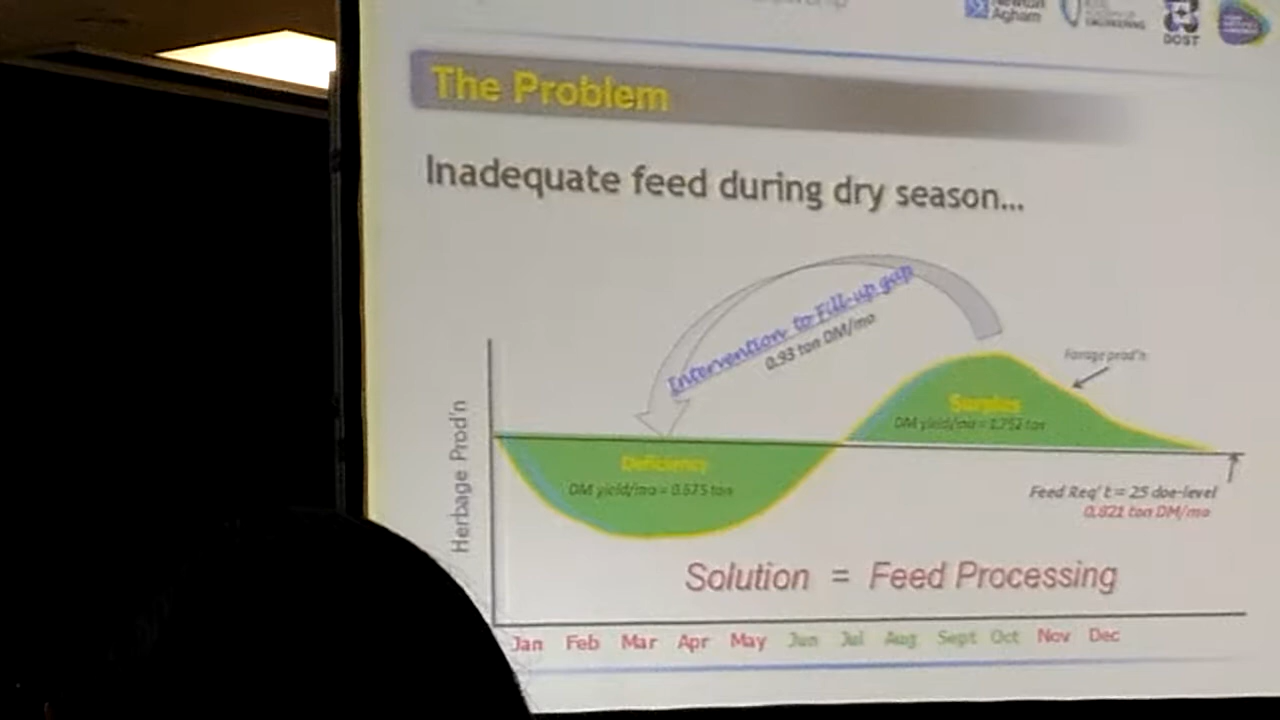 Agham
ENGINEERING
DOST
The Problem
Inadequate feed during dry season...
Intervention to Fill-up gap
0.93 ton DM/mo
Forage prod'n
Surplus
DM yield/mo = 1.752 ton
Herbage Prod'n
Deficiency
DM yield/mo = 0.575 ton
Feed Req't = 25 doe-level
0.821 ton DM/mo
Solution = Feed Processing
Jan Feb Mar Apr May Jun Jul Aug Sept Oct Nov Dec